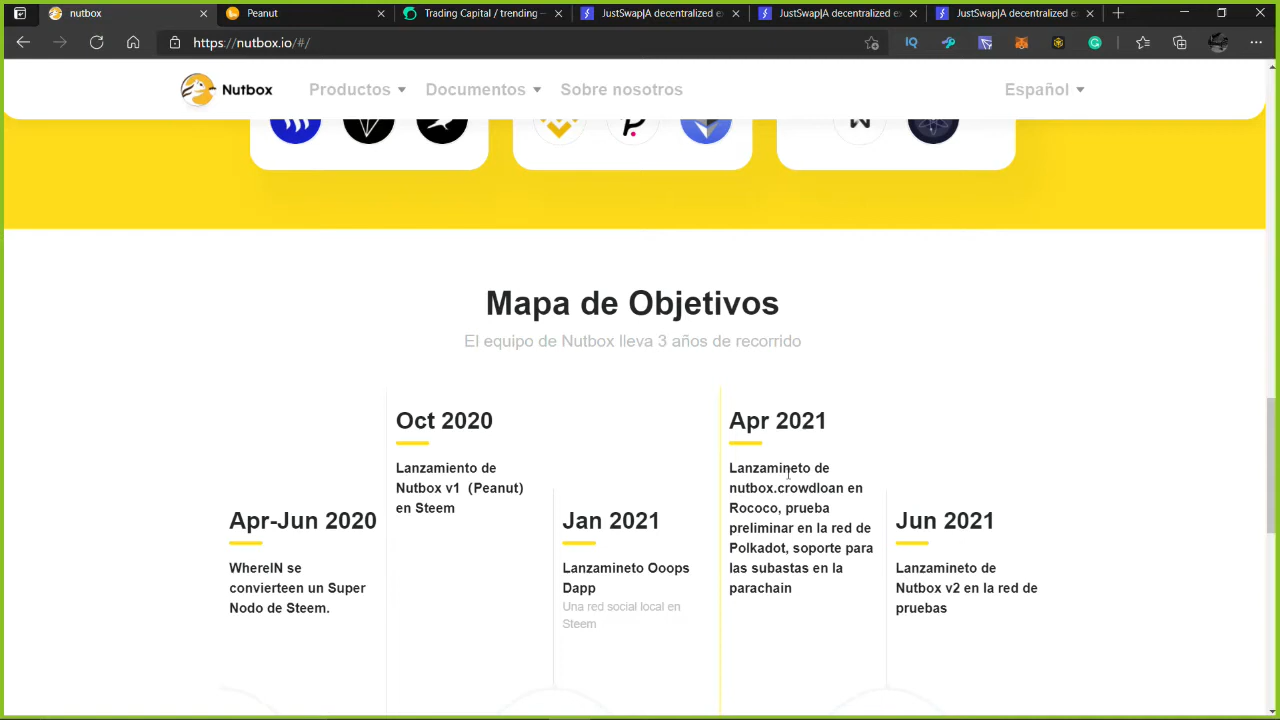 nutbox
Peanut
Trading Capital / trending –
JustSwap|A decentralized e
JustSwap|A decentralized e
JustSwap|A decentralized e
https://nutbox.io/#/
Nutbox
Productos
Documentos
Sobre nosotros
Español
Mapa de Objetivos
El equipo de Nutbox lleva 3 años de recorrido
Apr-Jun 2020
WhereIN se
convierteen un Super
Nodo de Steem.
Oct 2020
Lanzamiento de
Nutbox v1（Peanut)
en Steem
Jan 2021
Lanzamineto Ooops
Dapp
Una red social local en
Steem
Apr 2021
Lanzamineto de
nutbox.crowdloan en
Rococo, prueba
preliminar en la red de
Polkadot, soporte para
las subastas en la
parachain
Jun 2021
Lanzamineto de
Nutbox v2 en la red de
pruebas